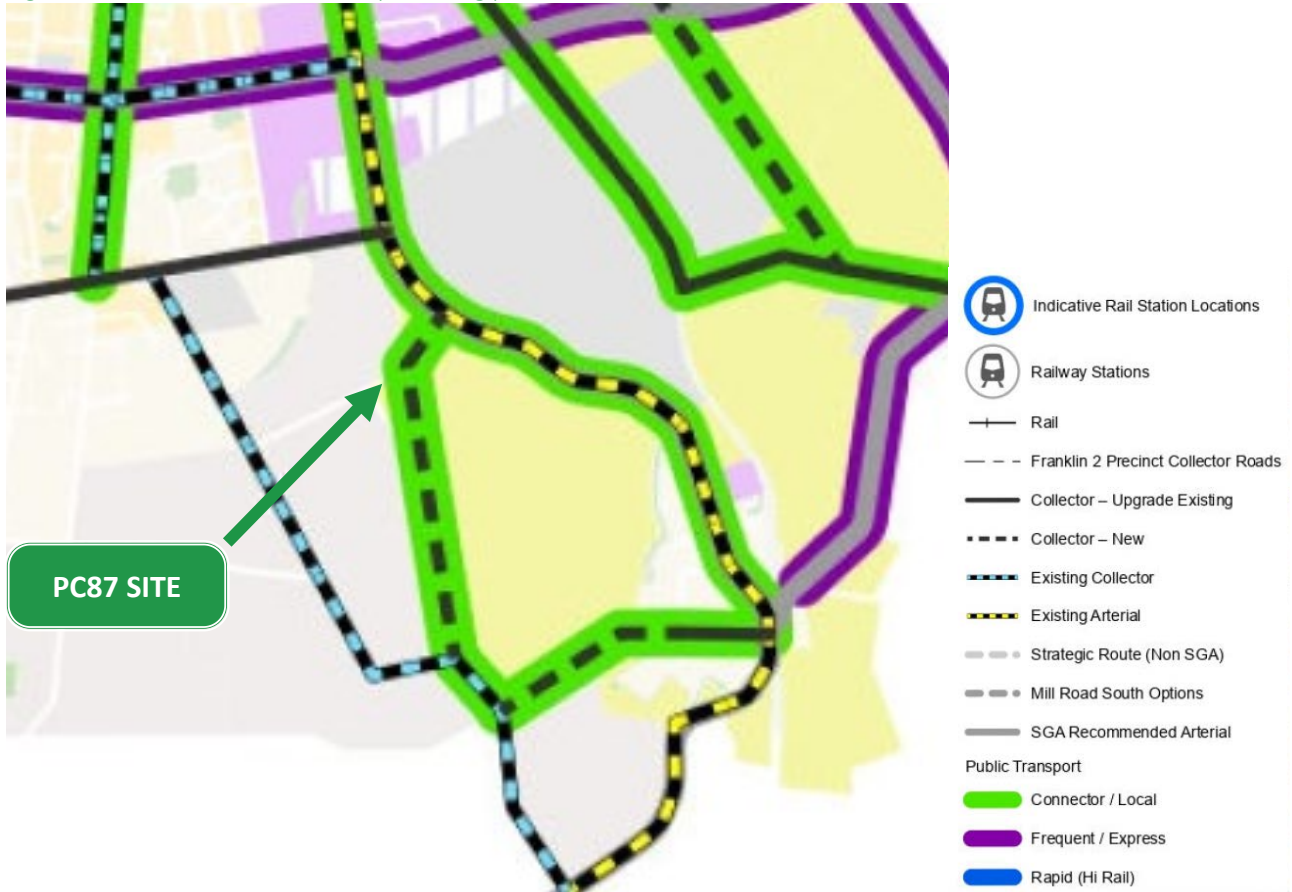 PC87 SITE
Indicative Rail Station Locations
Railway Stations
Rail
Franklin 2 Precinct Collector Roads
Collector – Upgrade Existing
Collector – New
Existing Collector
Existing Arterial
Strategic Route (Non SGA)
Mill Road South Options
SGA Recommended Arterial
Public Transport
Connector / Local
Frequent / Express
Rapid (Hi Rail)